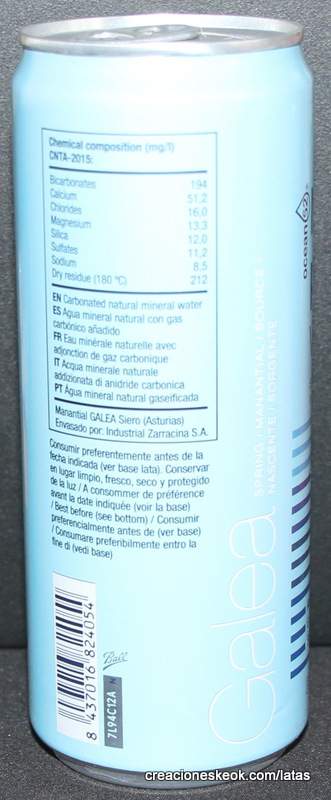 Chemical composition (mg/l)
CNTA-2015:
Bicarbonates 194
Calcium 51,2
Chlorides 16,0
Magnesium 13,3
Silica 12,0
Sulfates 11,2
Sodium 8,5
Dry residue (180 °C) 212
EN Carbonated natural mineral water
ES Agua mineral natural con gas
carbónico añadido
FR Eau minérale naturelle avec
adjonction de gaz carbonique
IT Acqua minerale naturale
addizionata di anidride carbonica
PT Água mineral natural gaseificada
Manantial GALEA Siero (Asturias)
Envasado por: Industrial Zarracina S.A.
Consumir preferentemente antes de la
fecha indicada (ver base lata). Conservar
en lugar limpio, fresco, seco y protegido
de la luz / A consommer de préférence
avant la date indiquée (voir la base)
/ Best before (see bottom) / Consumir
preferencialmente antes de (ver base)
/ Consumare preferibilmente entro la
fine di (vedi base)
8 437016 824054
Ball
7L94C12A N
Galea
SPRING / MANANTIAL / SOURCE /
NASCENTE / SORGENTE
ocean52
creacioneskeok.com/latas